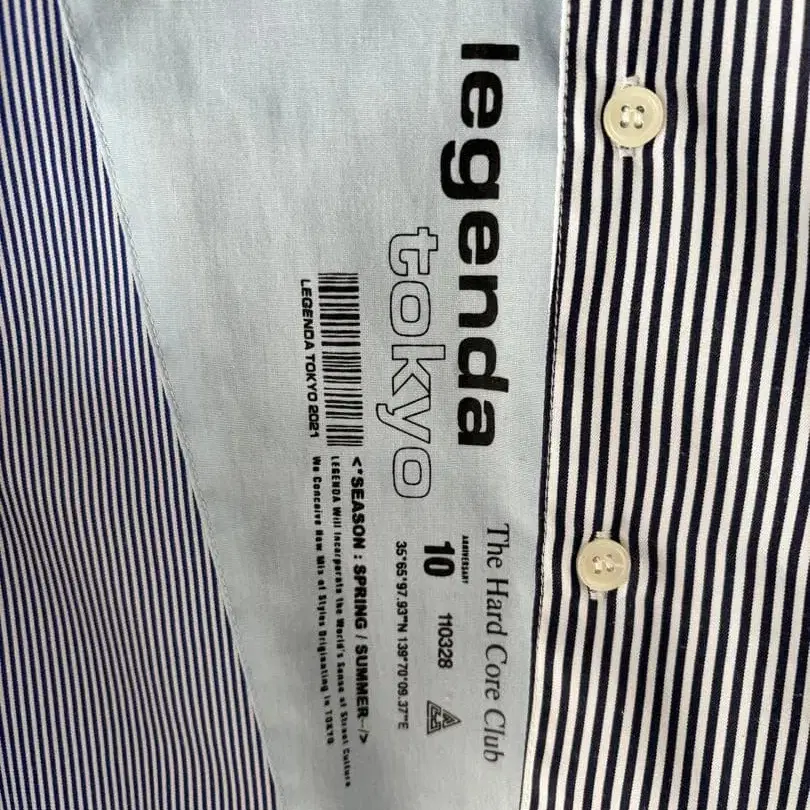 legenda
tokyo
The Hard Core Club
ANNIVERSARY
10 110328
35°65'97.93"N 139°70'09.37"E
LEGENDA TOKYO 2021
<*SEASON : SPRING / SUMMER--/>
LEGENDA Will Incorporate the World's Sense of Street Culture
We Conceive New Mix of Styles Originating in TOKYO